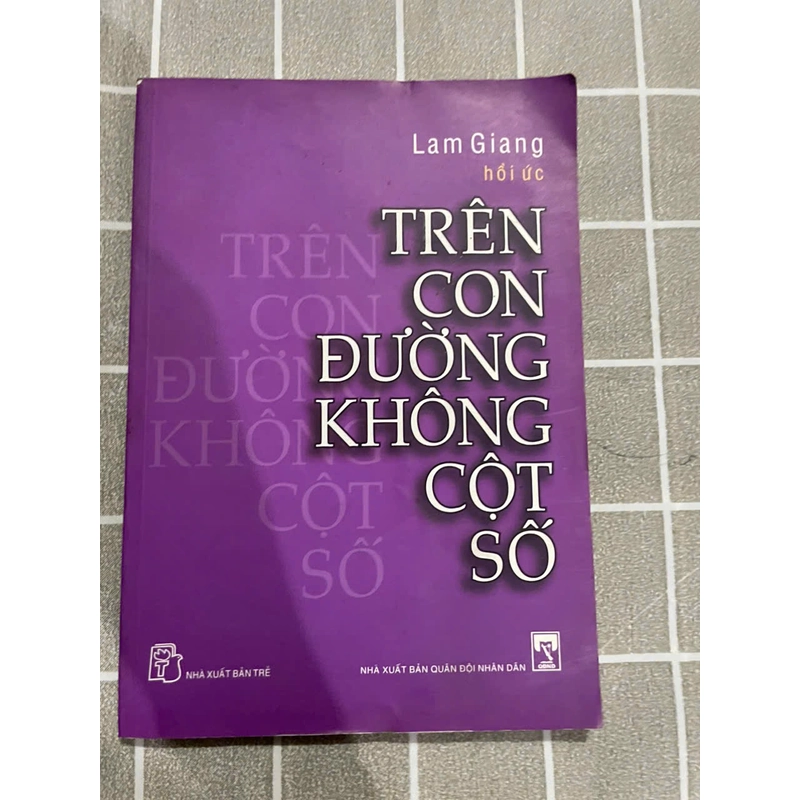 Lam Giang
hồi ức
TRÊN
CON
ĐƯỜNG
KHÔNG
CỘT
SỐ
TRÊN
CON
ĐƯỜNG
KHÔNG
CỘT
SỐ
T
NHÀ XUẤT BẢN TRẺ
NHÀ XUẤT BẢN QUÂN ĐỘI NHÂN DÂN
QĐND